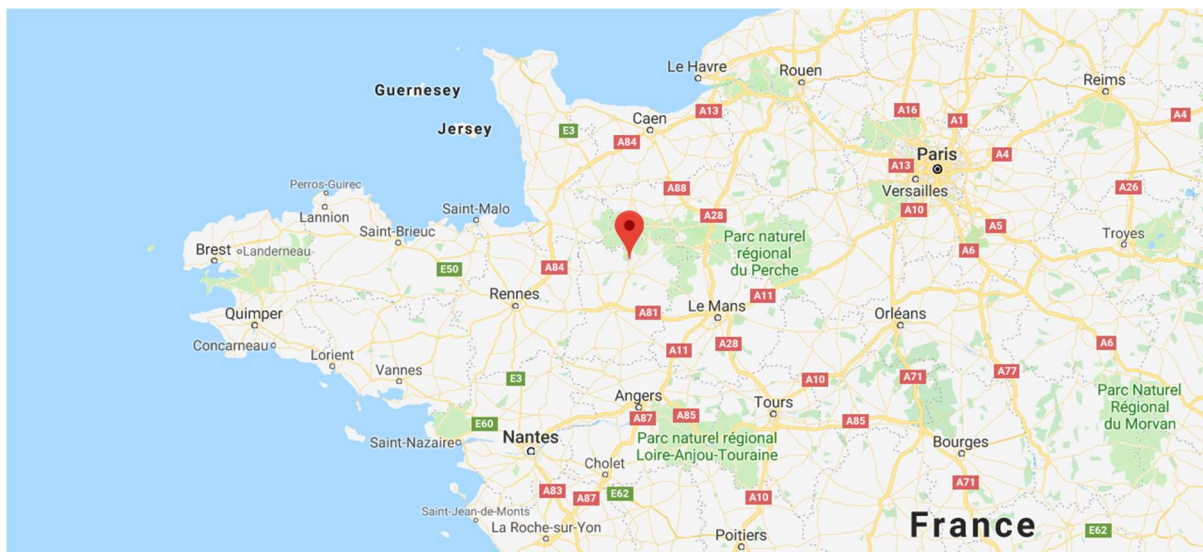 Le Havre
Rouen
Reims
Guernesey
A16
A1
A13
A4
Caen
Jersey
E3
A84
Paris
A4
A13
Versailles
Perros-Guirec
A88
A26
Lannion
Saint-Malo
A28
A10
A5
Saint-Brieuc
Parc naturel
régional
du Perche
Troyes
Brest
Landerneau
A6
E50
A84
Rennes
A11
Le Mans
A81
Quimper
Orléans
Concarneau
A11
A28
A6
Lorient
Vannes
E3
A10
A71
A77
Angers
Tours
Parc Naturel
Régional
du Morvan
A87
A85
A85
E60
Saint-Nazaire
Nantes
Parc naturel régional
Loire-Anjou-Touraine
Bourges
Cholet
A83
A87
E62
A10
A71
Saint-Jean-de-Monts
La Roche-sur-Yon
Poitiers
France
E62